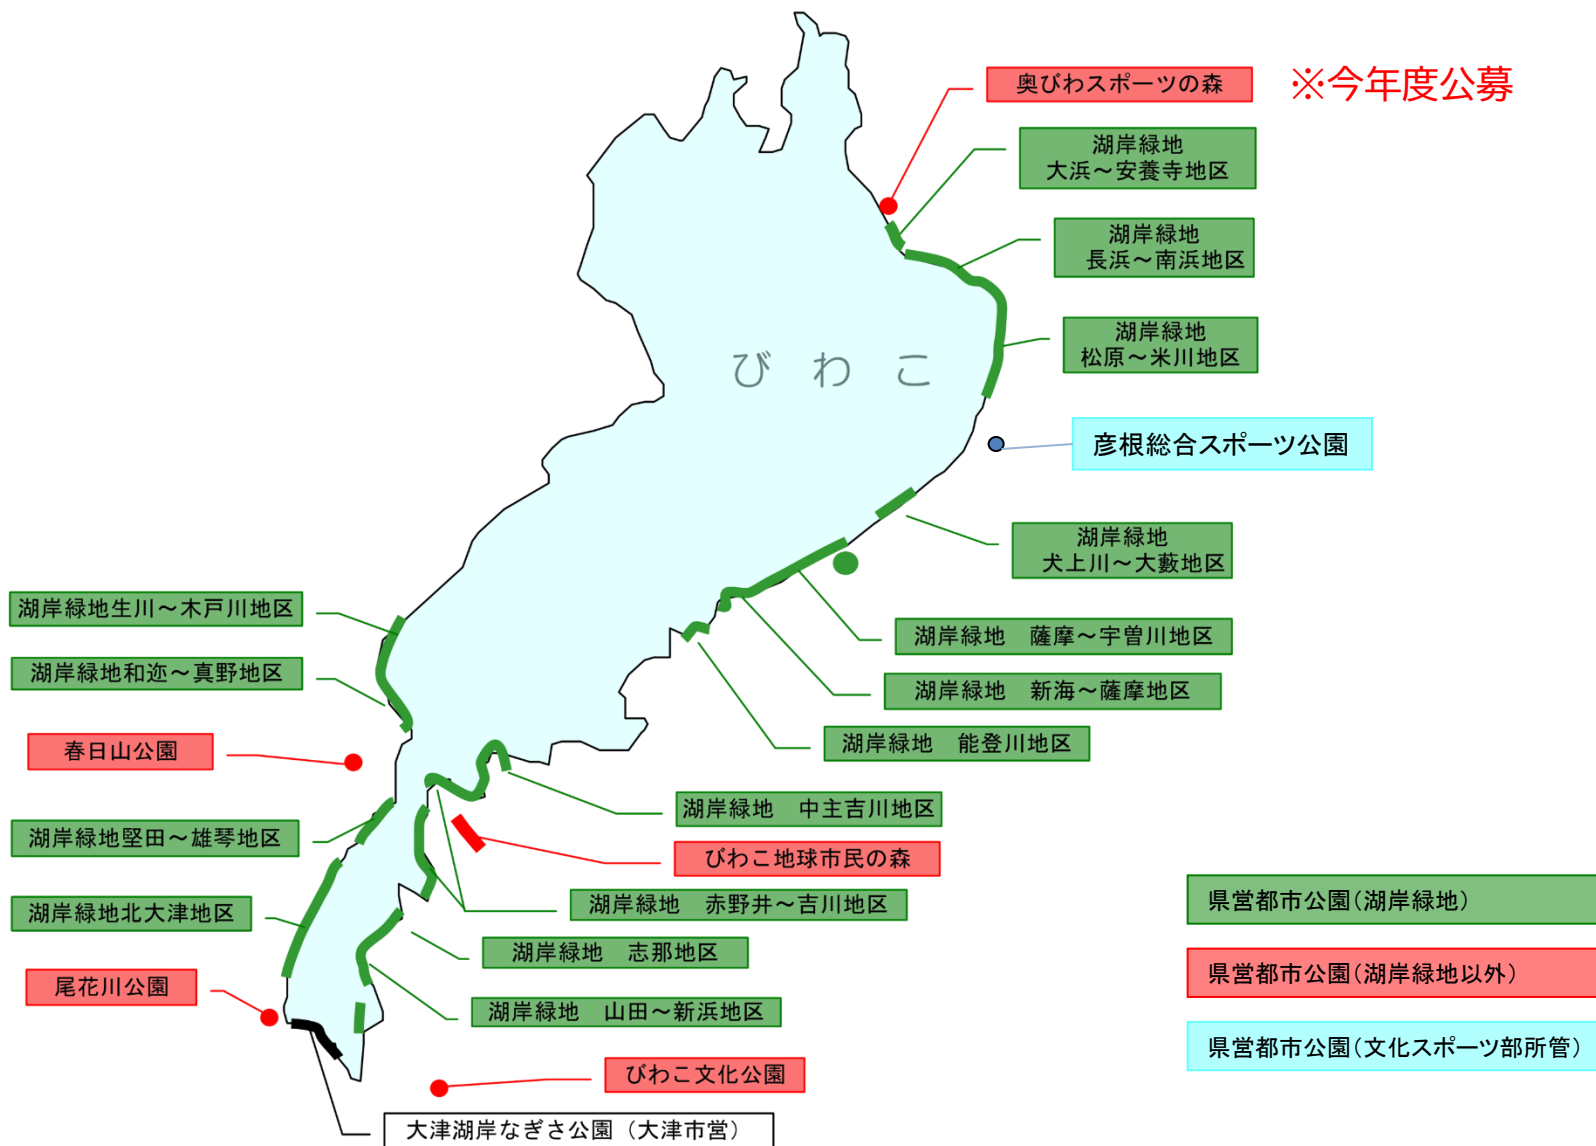 奥びわスポーツの森
※今年度公募
湖岸緑地
大浜～安養寺地区
湖岸緑地
長浜～南浜地区
湖岸緑地
松原～米川地区
びわこ
彦根総合スポーツ公園
湖岸緑地
犬上川～大藪地区
湖岸緑地生川～木戸川地区
湖岸緑地　薩摩～宇曽川地区
湖岸緑地和迩～真野地区
湖岸緑地　新海～薩摩地区
春日山公園
湖岸緑地　能登川地区
湖岸緑地　中主吉川地区
湖岸緑地堅田～雄琴地区
びわこ地球市民の森
湖岸緑地　赤野井～吉川地区
湖岸緑地北大津地区
湖岸緑地　志那地区
尾花川公園
湖岸緑地　山田～新浜地区
びわこ文化公園
大津湖岸なぎさ公園（大津市営）
県営都市公園（湖岸緑地）
県営都市公園（湖岸緑地以外）
県営都市公園（文化スポーツ部所管）